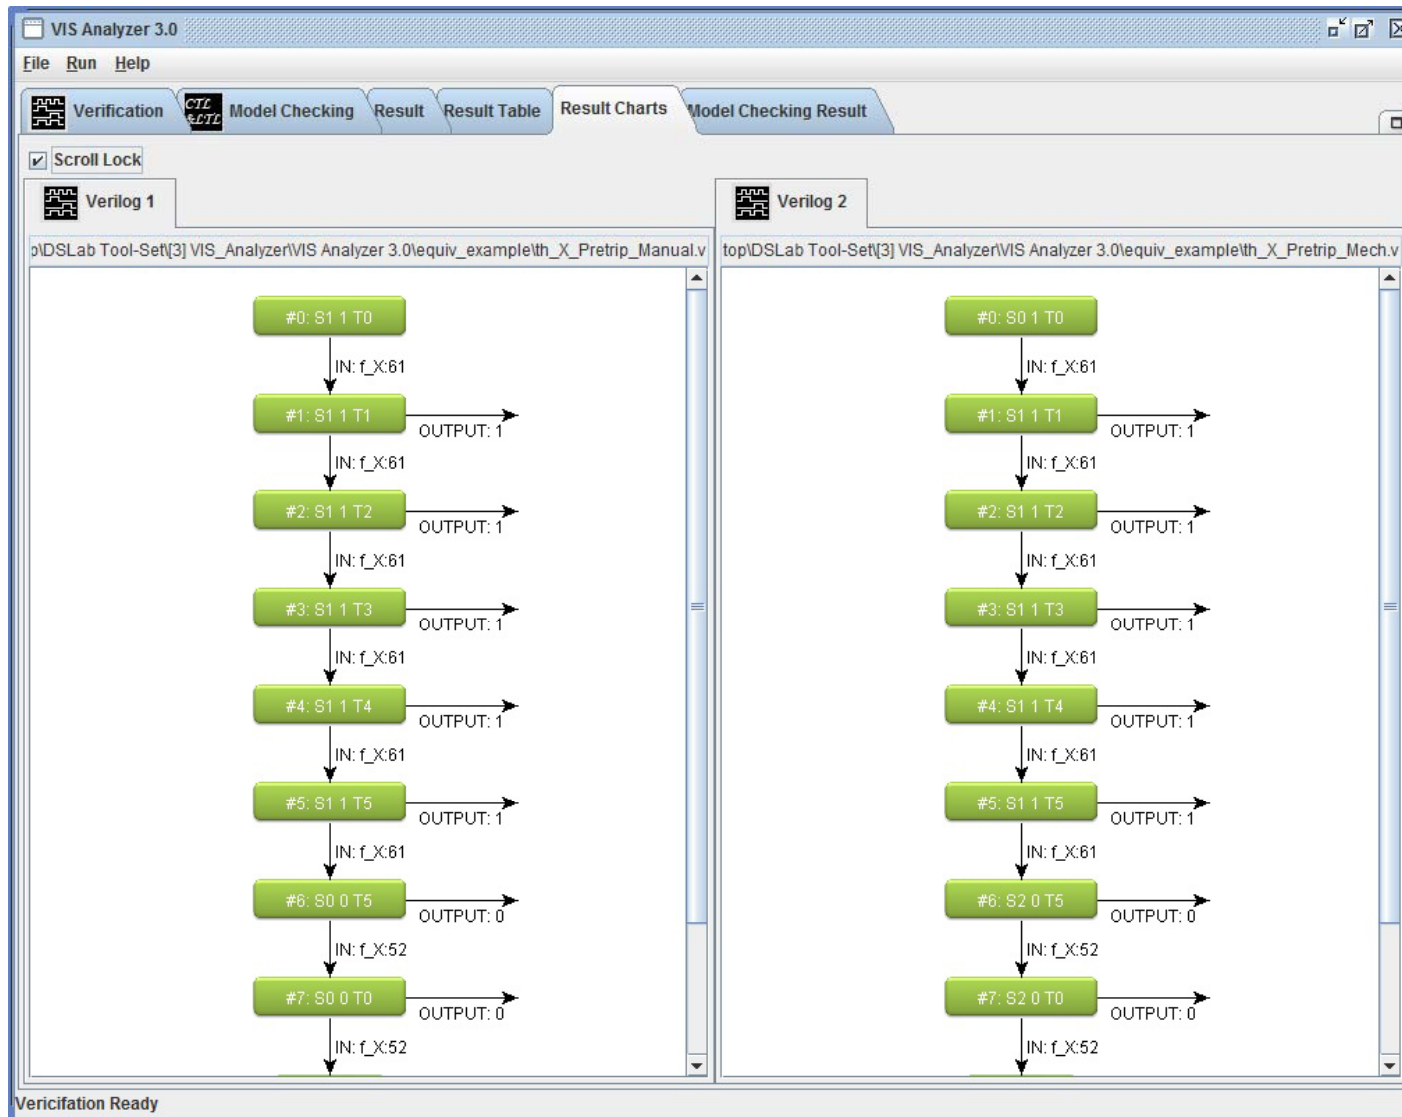 VIS Analyzer 3.0
File Run Help
Verification
CTL &LTL Model Checking
Result
Result Table
Result Charts
Model Checking Result
Scroll Lock
Verilog 1
p\DSLab Tool-Set\[3] VIS_Analyzer\VIS Analyzer 3.0\equiv_example\th_X_Pretrip_Manual.v
#0: S1 1 T0
IN: f_X:61
#1: S1 1 T1
OUTPUT: 1
IN: f_X:61
#2: S1 1 T2
OUTPUT: 1
IN: f_X:61
#3: S1 1 T3
OUTPUT: 1
IN: f_X:61
#4: S1 1 T4
OUTPUT: 1
IN: f_X:61
#5: S1 1 T5
OUTPUT: 1
IN: f_X:61
#6: S0 0 T5
OUTPUT: 0
IN: f_X:52
#7: S0 0 T0
OUTPUT: 0
IN: f_X:52
Verilog 2
top\DSLab Tool-Set\[3] VIS_Analyzer\VIS Analyzer 3.0\equiv_example\th_X_Pretrip_Mech.v
#0: S0 1 T0
IN: f_X:61
#1: S1 1 T1
OUTPUT: 1
IN: f_X:61
#2: S1 1 T2
OUTPUT: 1
IN: f_X:61
#3: S1 1 T3
OUTPUT: 1
IN: f_X:61
#4: S1 1 T4
OUTPUT: 1
IN: f_X:61
#5: S1 1 T5
OUTPUT: 1
IN: f_X:61
#6: S2 0 T5
OUTPUT: 0
IN: f_X:52
#7: S2 0 T0
OUTPUT: 0
IN: f_X:52
Vericifation Ready